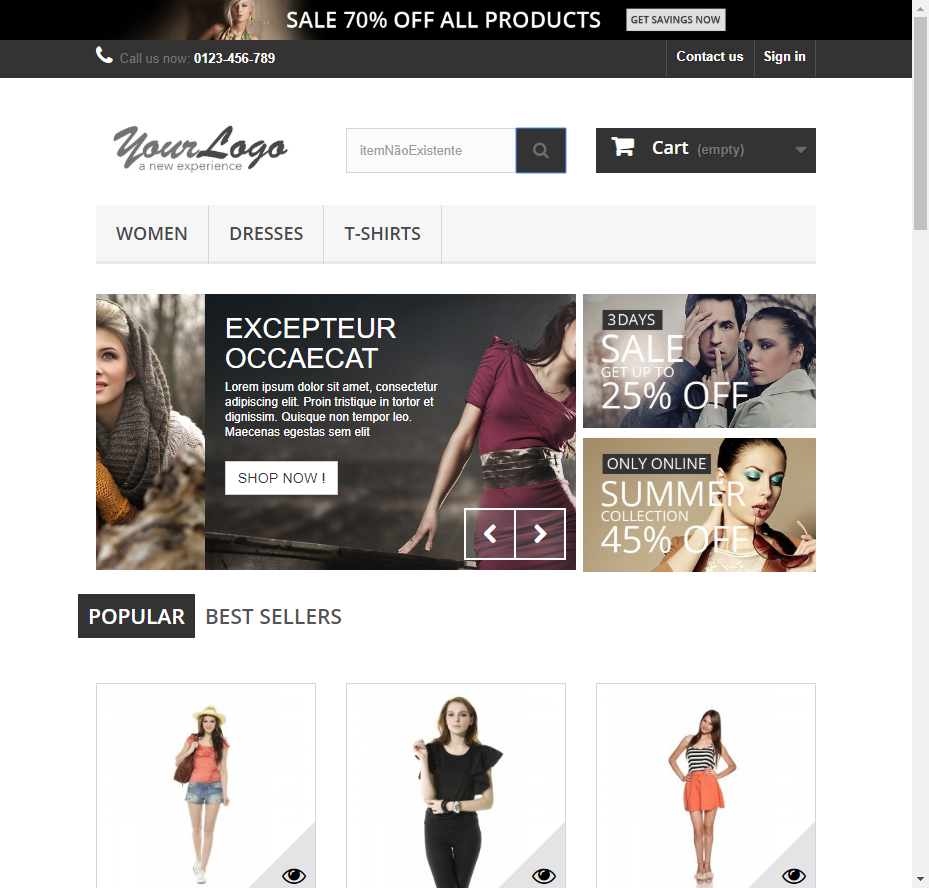 SALE 70% OFF ALL PRODUCTS
GET SAVINGS NOW
Call us now: 0123-456-789
Contact us
Sign in
YourLogo
a new experience
itemNãoExistente
Cart (empty)
WOMEN
DRESSES
T-SHIRTS
EXCEPTEUR
OCCAECAT
Lorem ipsum dolor sit amet, consectetur
adipiscing elit. Proin tristique in tortor et
dignissim. Quisque non tempor leo.
Maecenas egestas sem elit
SHOP NOW !
3 DAYS
SALE
GET UP TO
25% OFF
ONLY ONLINE
SUMMER
COLLECTION
45% OFF
POPULAR
BEST SELLERS